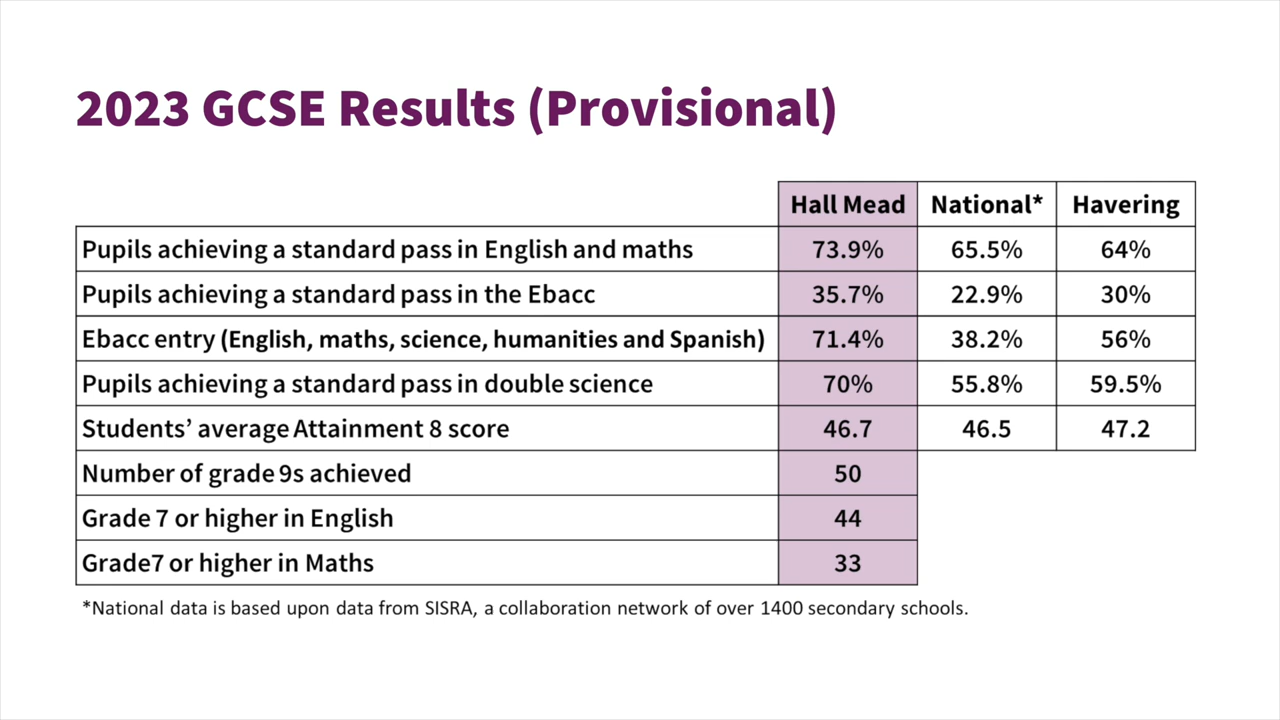 2023 GCSE Results (Provisional)
Hall Mead National* Havering
Pupils achieving a standard pass in English and maths 73.9% 65.5% 64%
Pupils achieving a standard pass in the Ebacc 35.7% 22.9% 30%
Ebacc entry (English, maths, science, humanities and Spanish) 71.4% 38.2% 56%
Pupils achieving a standard pass in double science 70% 55.8% 59.5%
Students’ average Attainment 8 score 46.7 46.5 47.2
Number of grade 9s achieved 50
Grade 7 or higher in English 44
Grade7 or higher in Maths 33
*National data is based upon data from SISRA, a collaboration network of over 1400 secondary schools.